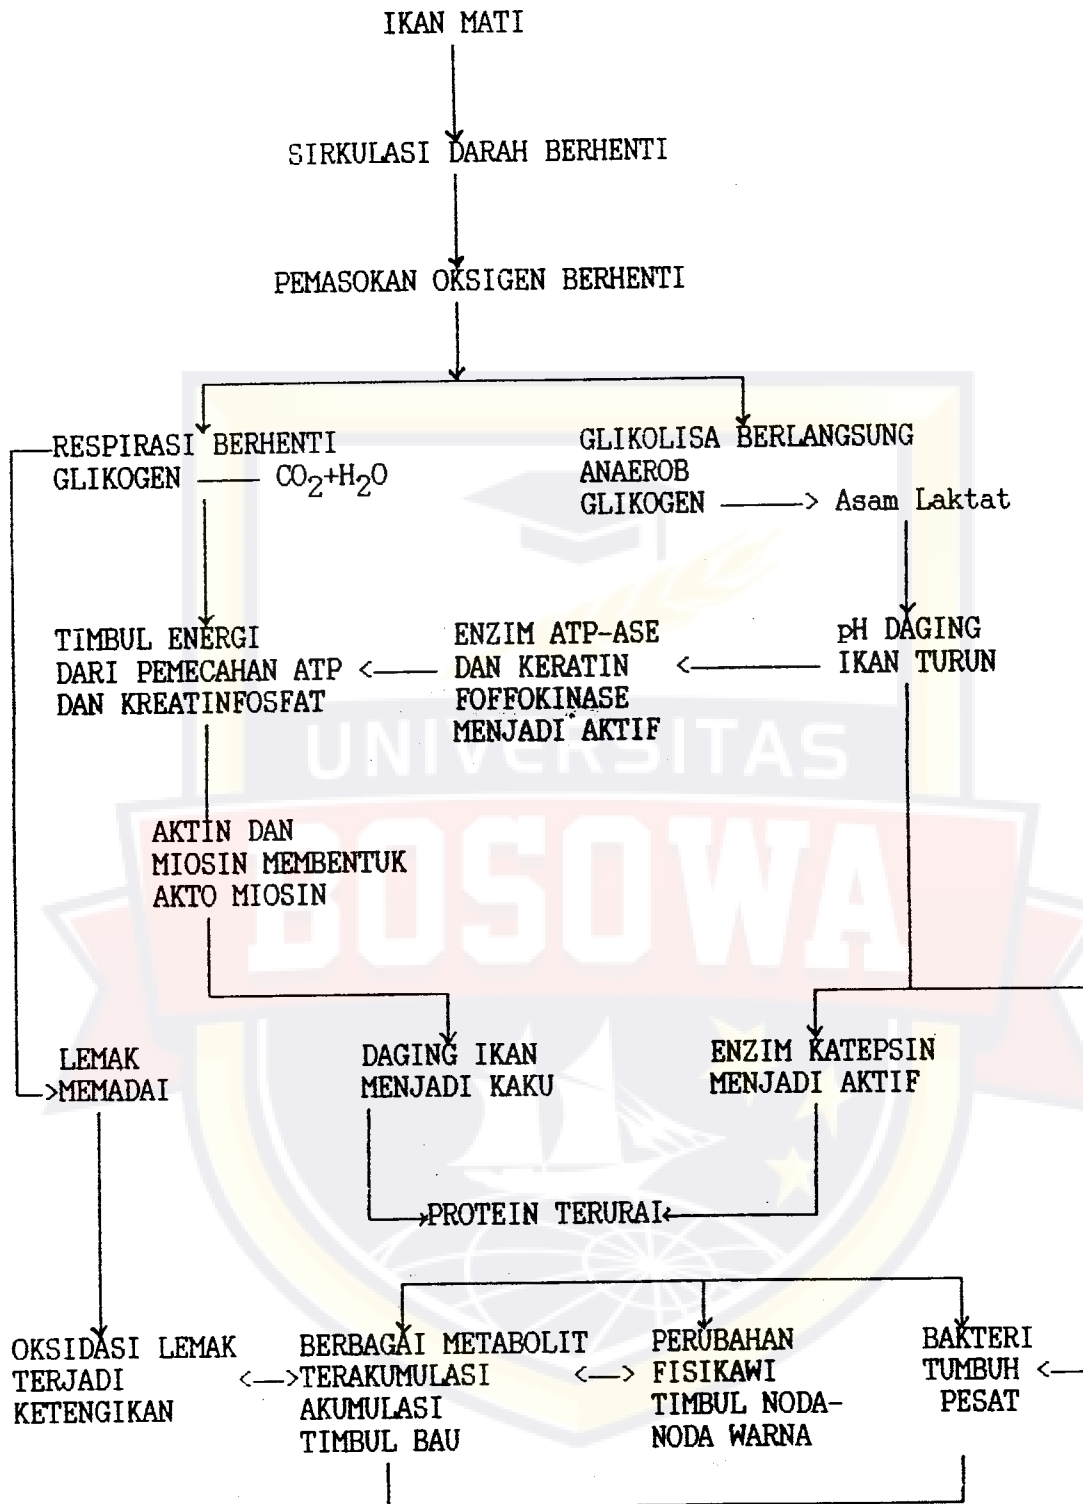 IKAN MATI
SIRKULASI DARAH BERHENTI
PEMASOKAN OKSIGEN BERHENTI
RESPIRASI BERHENTI
GLIKOGEN —— CO2+H2O
GLIKOLISA BERLANGSUNG
ANAEROB
GLIKOGEN ——> Asam Laktat
TIMBUL ENERGI
DARI PEMECAHAN ATP
DAN KREATINFOSFAT
ENZIM ATP-ASE
DAN KERATIN
FOFFOKINASE
MENJADI AKTIF
pH DAGING
IKAN TURUN
UNIVERSITAS
BOSOWA
AKTIN DAN
MIOSIN MEMBENTUK
AKTO MIOSIN
LEMAK
MEMADAI
DAGING IKAN
MENJADI KAKU
ENZIM KATEPSIN
MENJADI AKTIF
PROTEIN TERURAI
OKSIDASI LEMAK
TERJADI
KETENGIKAN
BERBAGAI METABOLIT
TERAKUMULASI
AKUMULASI
TIMBUL BAU
PERUBAHAN
FISIKAWI
TIMBUL NODA-
NODA WARNA
BAKTERI
TUMBUH
PESAT